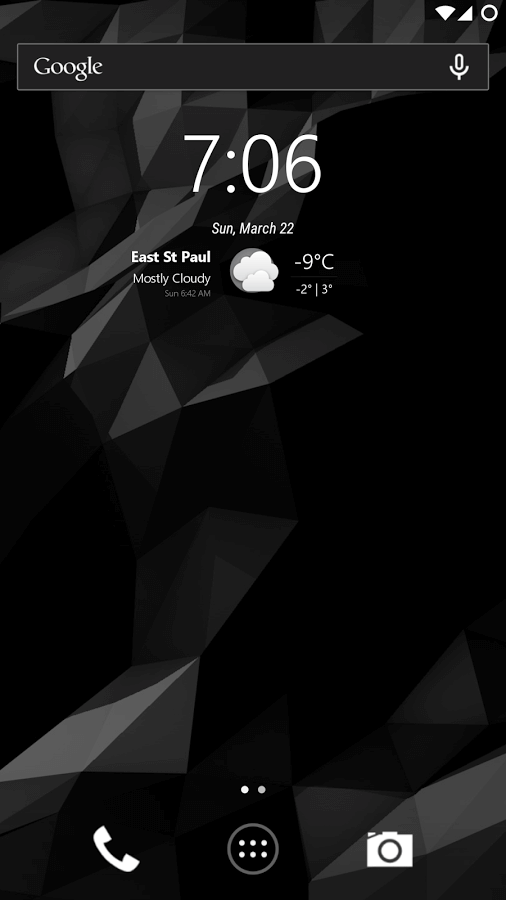 Google
7:06
Sun, March 22
East St Paul
Mostly Cloudy
Sun 6:42 AM
-9°C
-2° | 3°